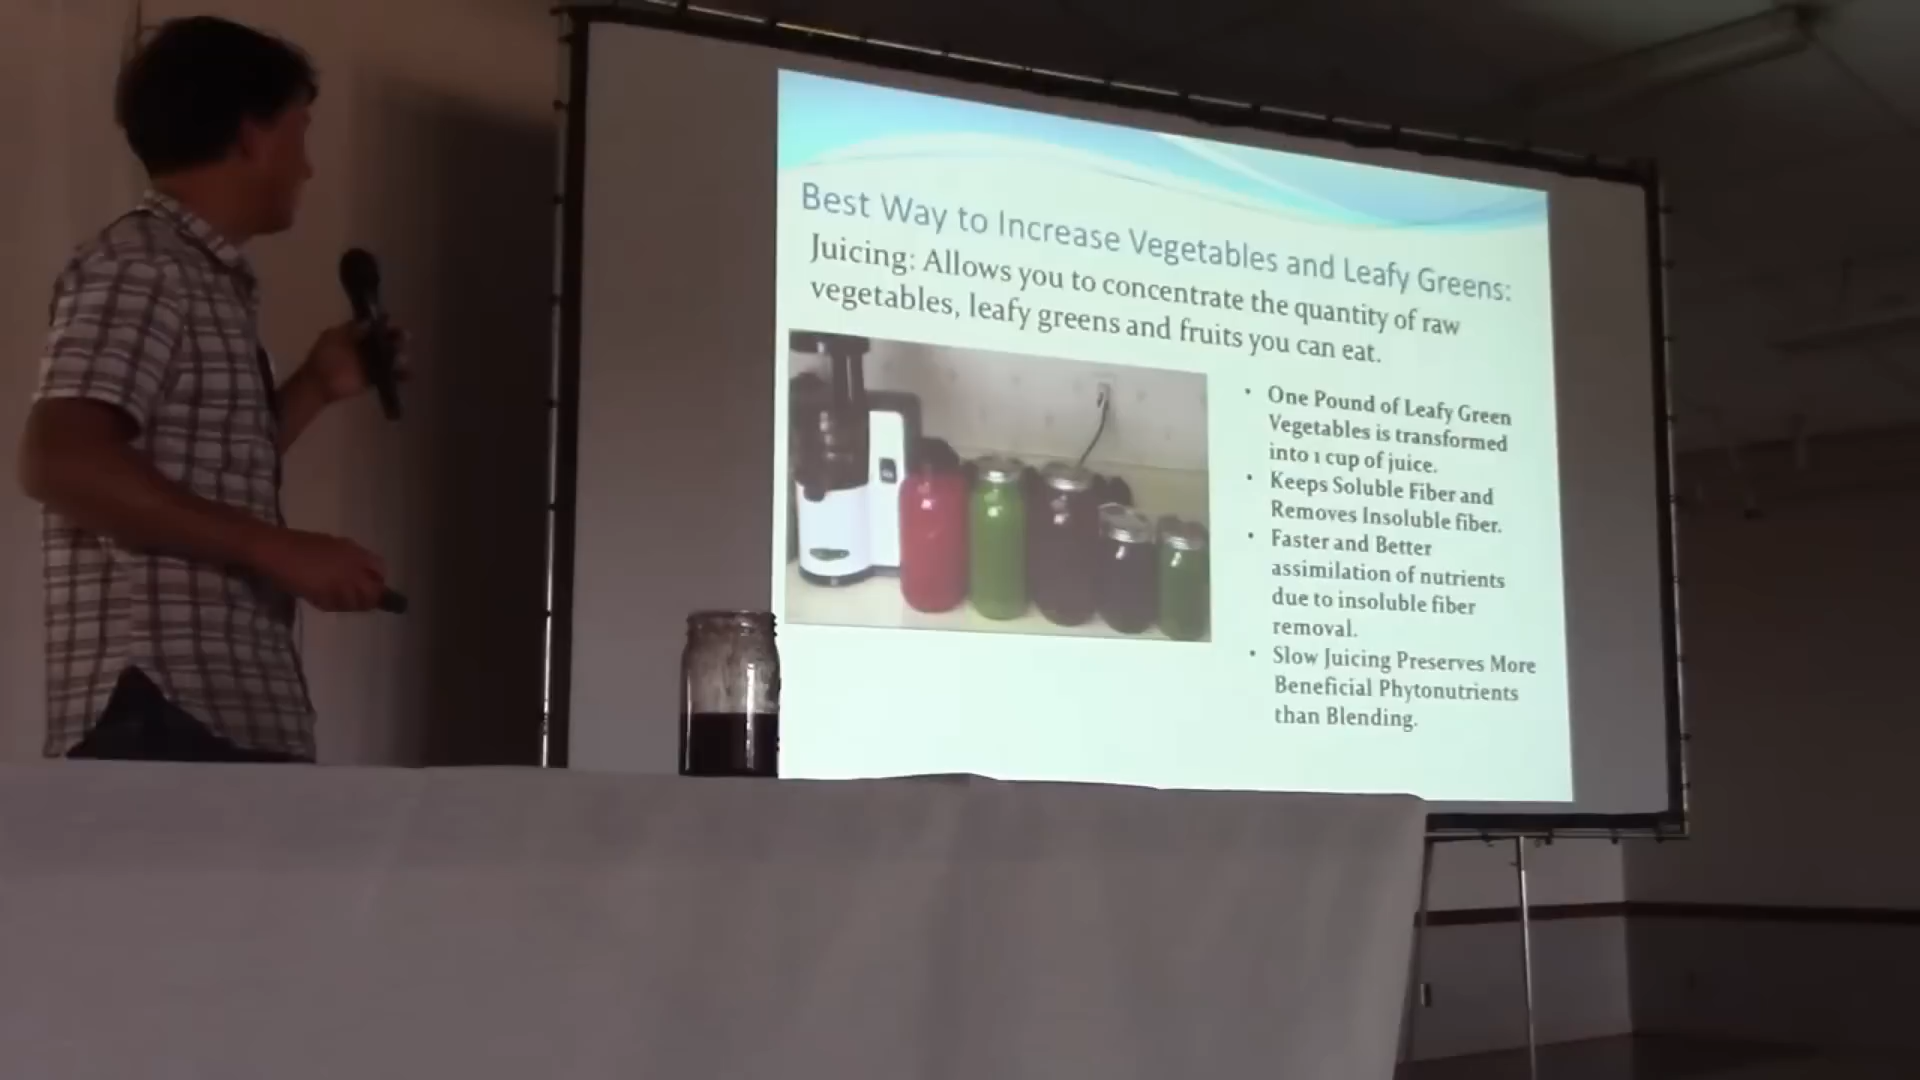 Best Way to Increase Vegetables and Leafy Greens:
Juicing: Allows you to concentrate the quantity of raw
vegetables, leafy greens and fruits you can eat.
• One Pound of Leafy Green
Vegetables is transformed
into 1 cup of juice.
• Keeps Soluble Fiber and
Removes Insoluble fiber.
• Faster and Better
assimilation of nutrients
due to insoluble fiber
removal.
• Slow Juicing Preserves More
Beneficial Phytonutrients
than Blending.